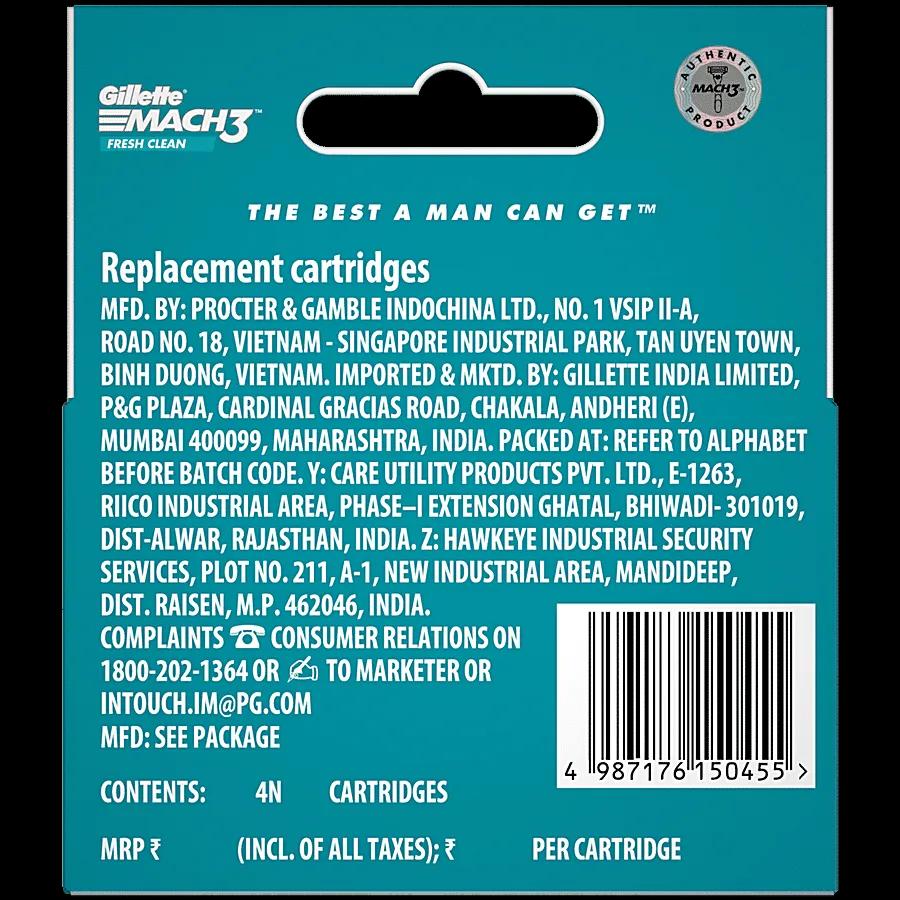 Gillette®
MACH3™
FRESH CLEAN
AUTHENTIC
MACH3™
PRODUCT
THE BEST A MAN CAN GET™
Replacement cartridges
MFD. BY: PROCTER & GAMBLE INDOCHINA LTD., NO. 1 VSIP II-A,
ROAD NO. 18, VIETNAM - SINGAPORE INDUSTRIAL PARK, TAN UYEN TOWN,
BINH DUONG, VIETNAM. IMPORTED & MKTD. BY: GILLETTE INDIA LIMITED,
P&G PLAZA, CARDINAL GRACIAS ROAD, CHAKALA, ANDHERI (E),
MUMBAI 400099, MAHARASHTRA, INDIA. PACKED AT: REFER TO ALPHABET
BEFORE BATCH CODE. Y: CARE UTILITY PRODUCTS PVT. LTD., E-1263,
RIICO INDUSTRIAL AREA, PHASE–I EXTENSION GHATAL, BHIWADI- 301019,
DIST-ALWAR, RAJASTHAN, INDIA. Z: HAWKEYE INDUSTRIAL SECURITY
SERVICES, PLOT NO. 211, A-1, NEW INDUSTRIAL AREA, MANDIDEEP,
DIST. RAISEN, M.P. 462046, INDIA.
COMPLAINTS ☎ CONSUMER RELATIONS ON
1800-202-1364 OR ✍ TO MARKETER OR
INTOUCH.IM@PG.COM
MFD: SEE PACKAGE
CONTENTS: 4N CARTRIDGES
MRP ₹ (INCL. OF ALL TAXES); ₹ PER CARTRIDGE
4 987176 150455 >